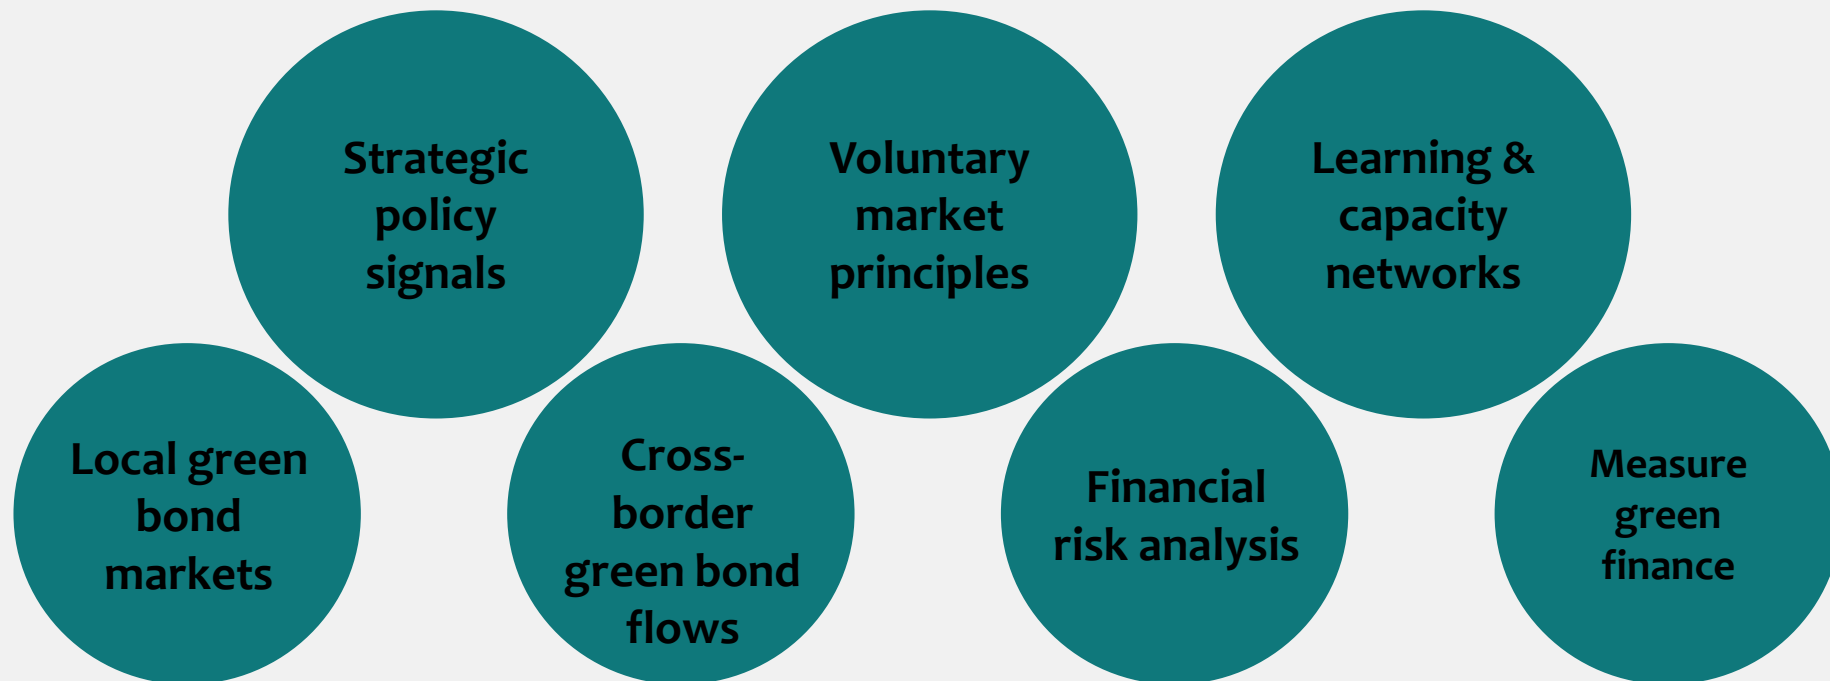 Strategic
policy
signals
Voluntary
market
principles
Learning &
capacity
networks
Local green
bond
markets
Cross-
border
green bond
flows
Financial
risk analysis
Measure
green
finance